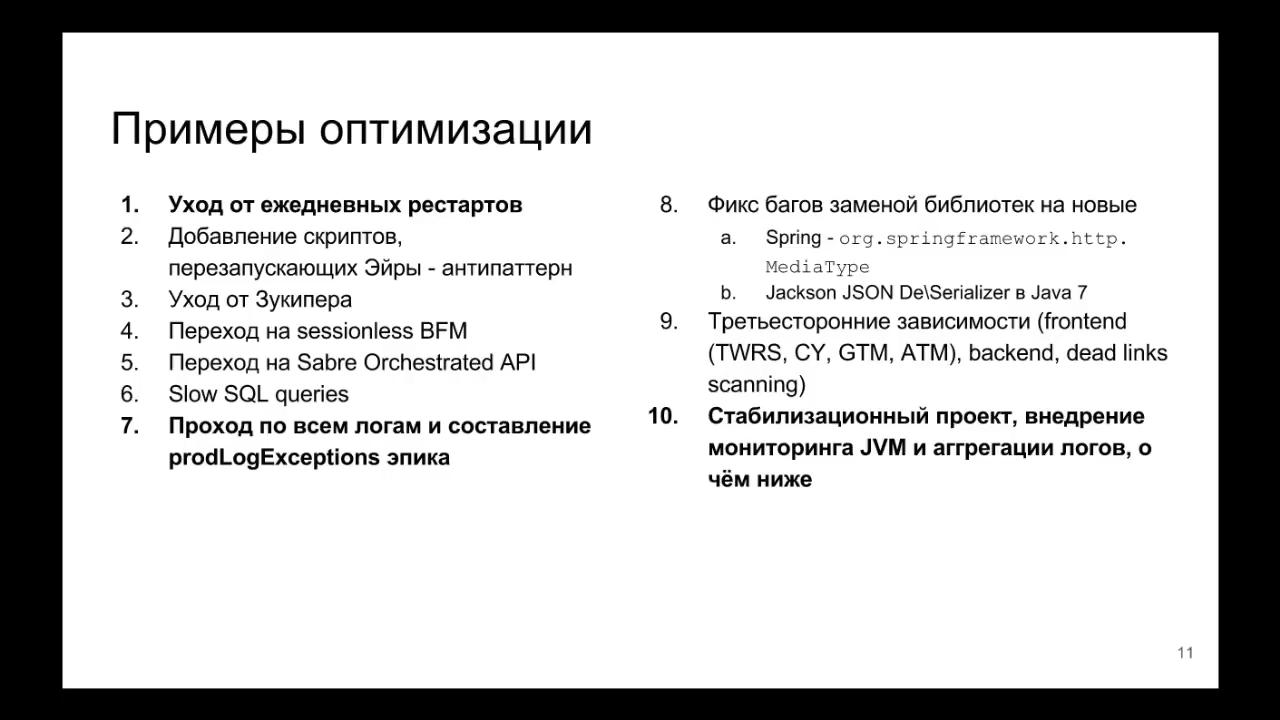 Примеры оптимизации
1. Уход от ежедневных рестартов
2. Добавление скриптов,
перезапускающих Эйры - антипаттерн
3. Уход от Зукипера
4. Переход на sessionless BFM
5. Переход на Sabre Orchestrated API
6. Slow SQL queries
7. Проход по всем логам и составление
prodLogExceptions эпика
8. Фикс багов заменой библиотек на новые
a. Spring - org.springframework.http.
MediaType
b. Jackson JSON De\Serializer в Java 7
9. Третьесторонние зависимости (frontend
(TWRS, CY, GTM, ATM), backend, dead links
scanning)
10. Стабилизационный проект, внедрение
мониторинга JVM и аггрегации логов, о
чём ниже
11